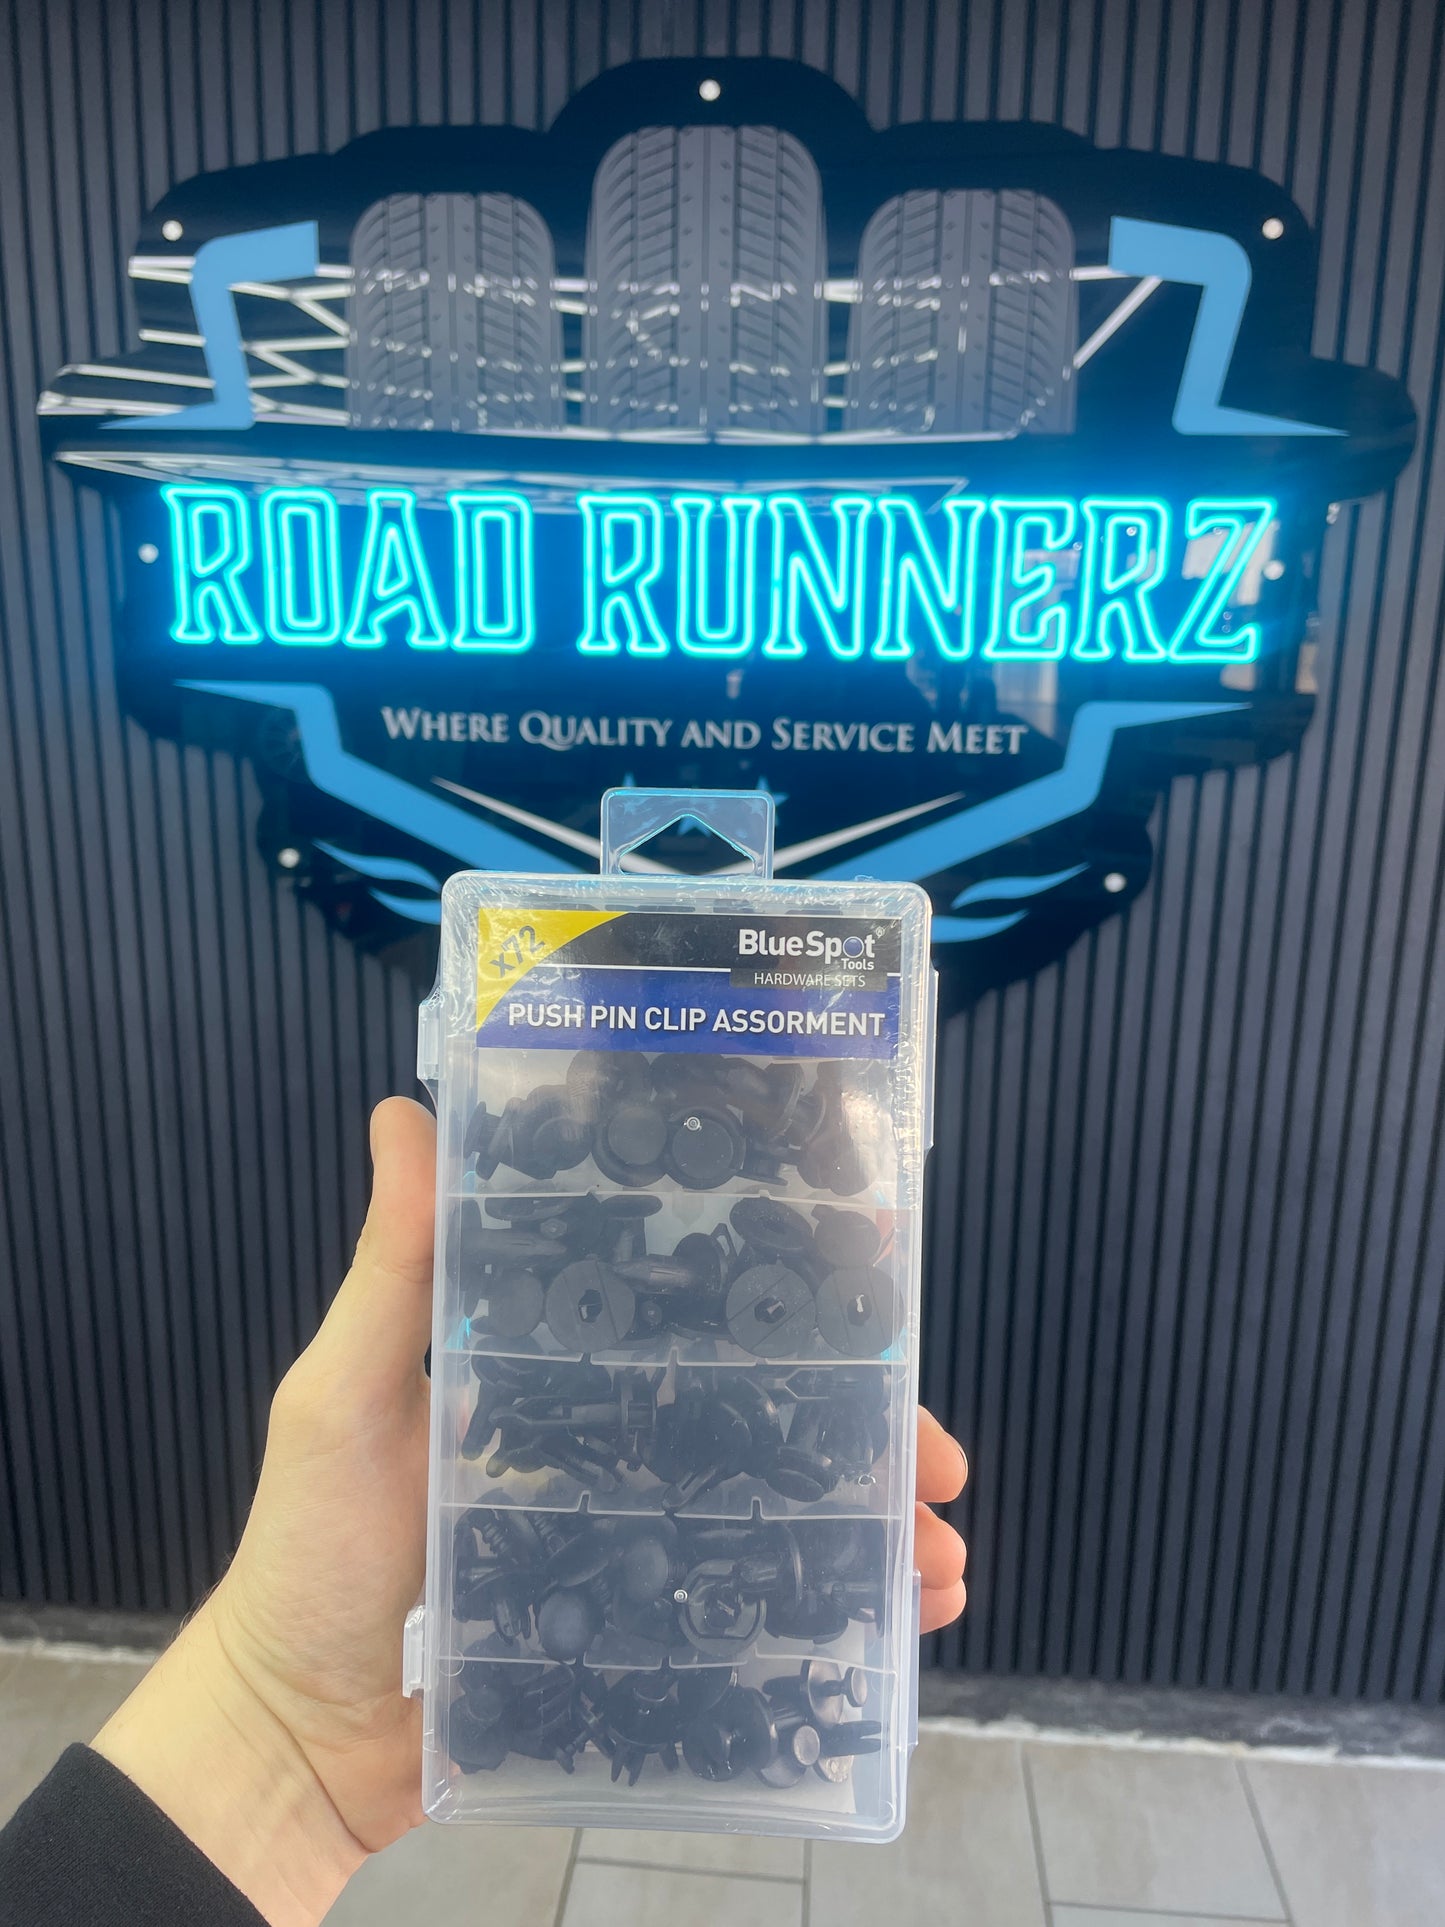 ROAD RUNNERZ
WHERE QUALITY AND SERVICE MEET
x72
BlueSpot®
Tools
HARDWARE SETS
PUSH PIN CLIP ASSORMENT